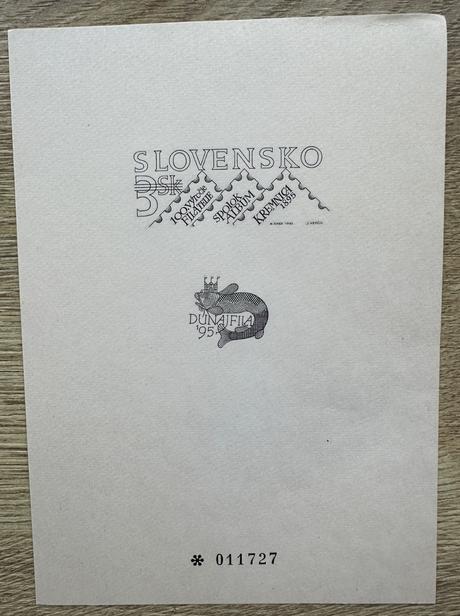 SLOVENSKO
3 Sk
100. výročie
FILATELIE
SPOLOK
ALBUM
KREMNICA
1895
DUNAJFILA
'95
* 011727